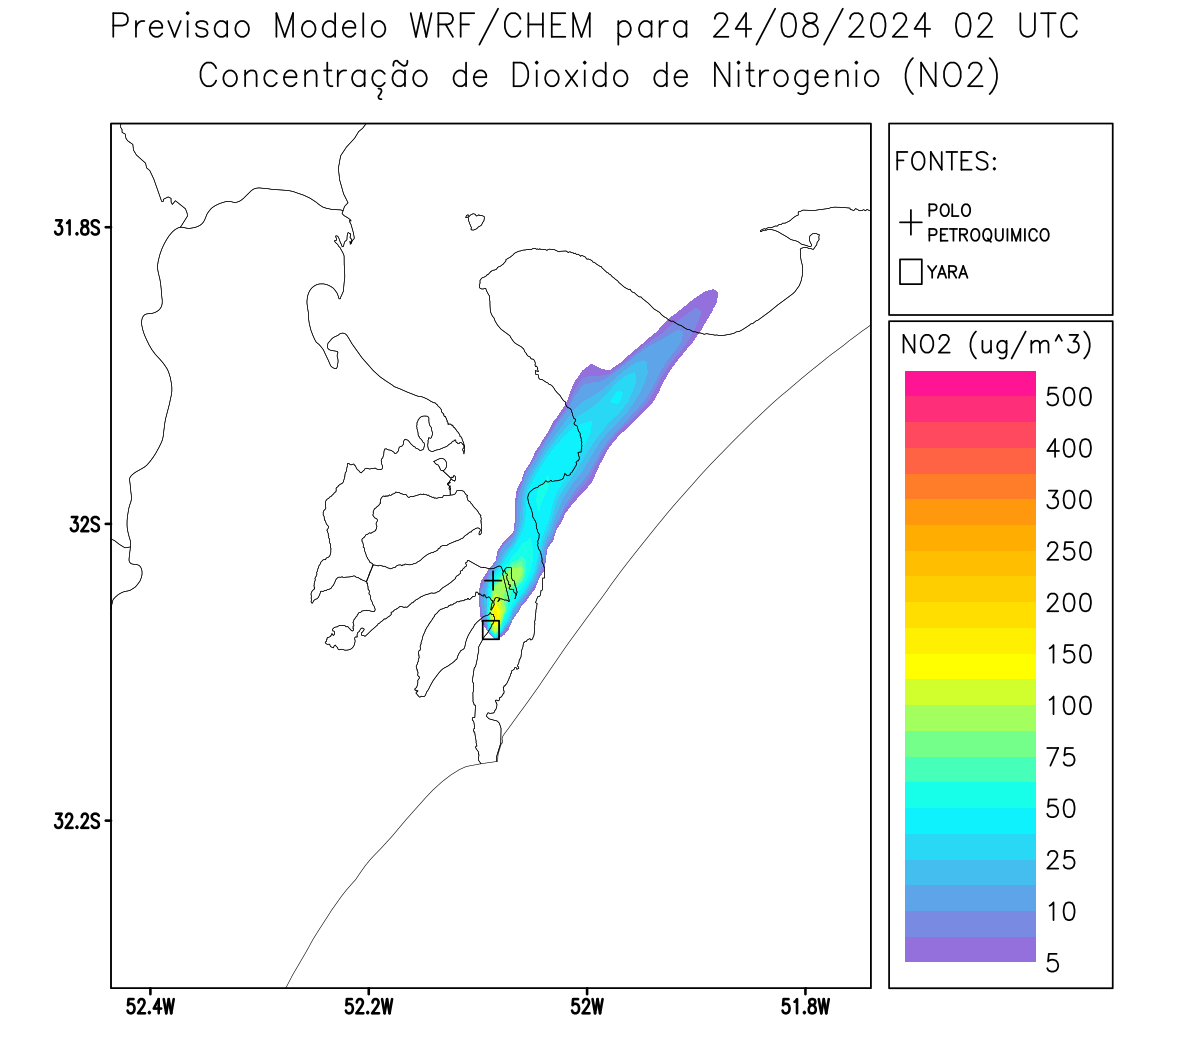 Previsao Modelo WRF/CHEM para 24/08/2024 02 UTC
Concentração de Dioxido de Nitrogenio (NO2)
FONTES:
POLO
PETROQUIMICO
YARA
NO2 (ug/m^3)
500
400
300
250
200
150
100
75
50
25
10
5
31.8S
32S
32.2S
52.4W
52.2W
52W
51.8W